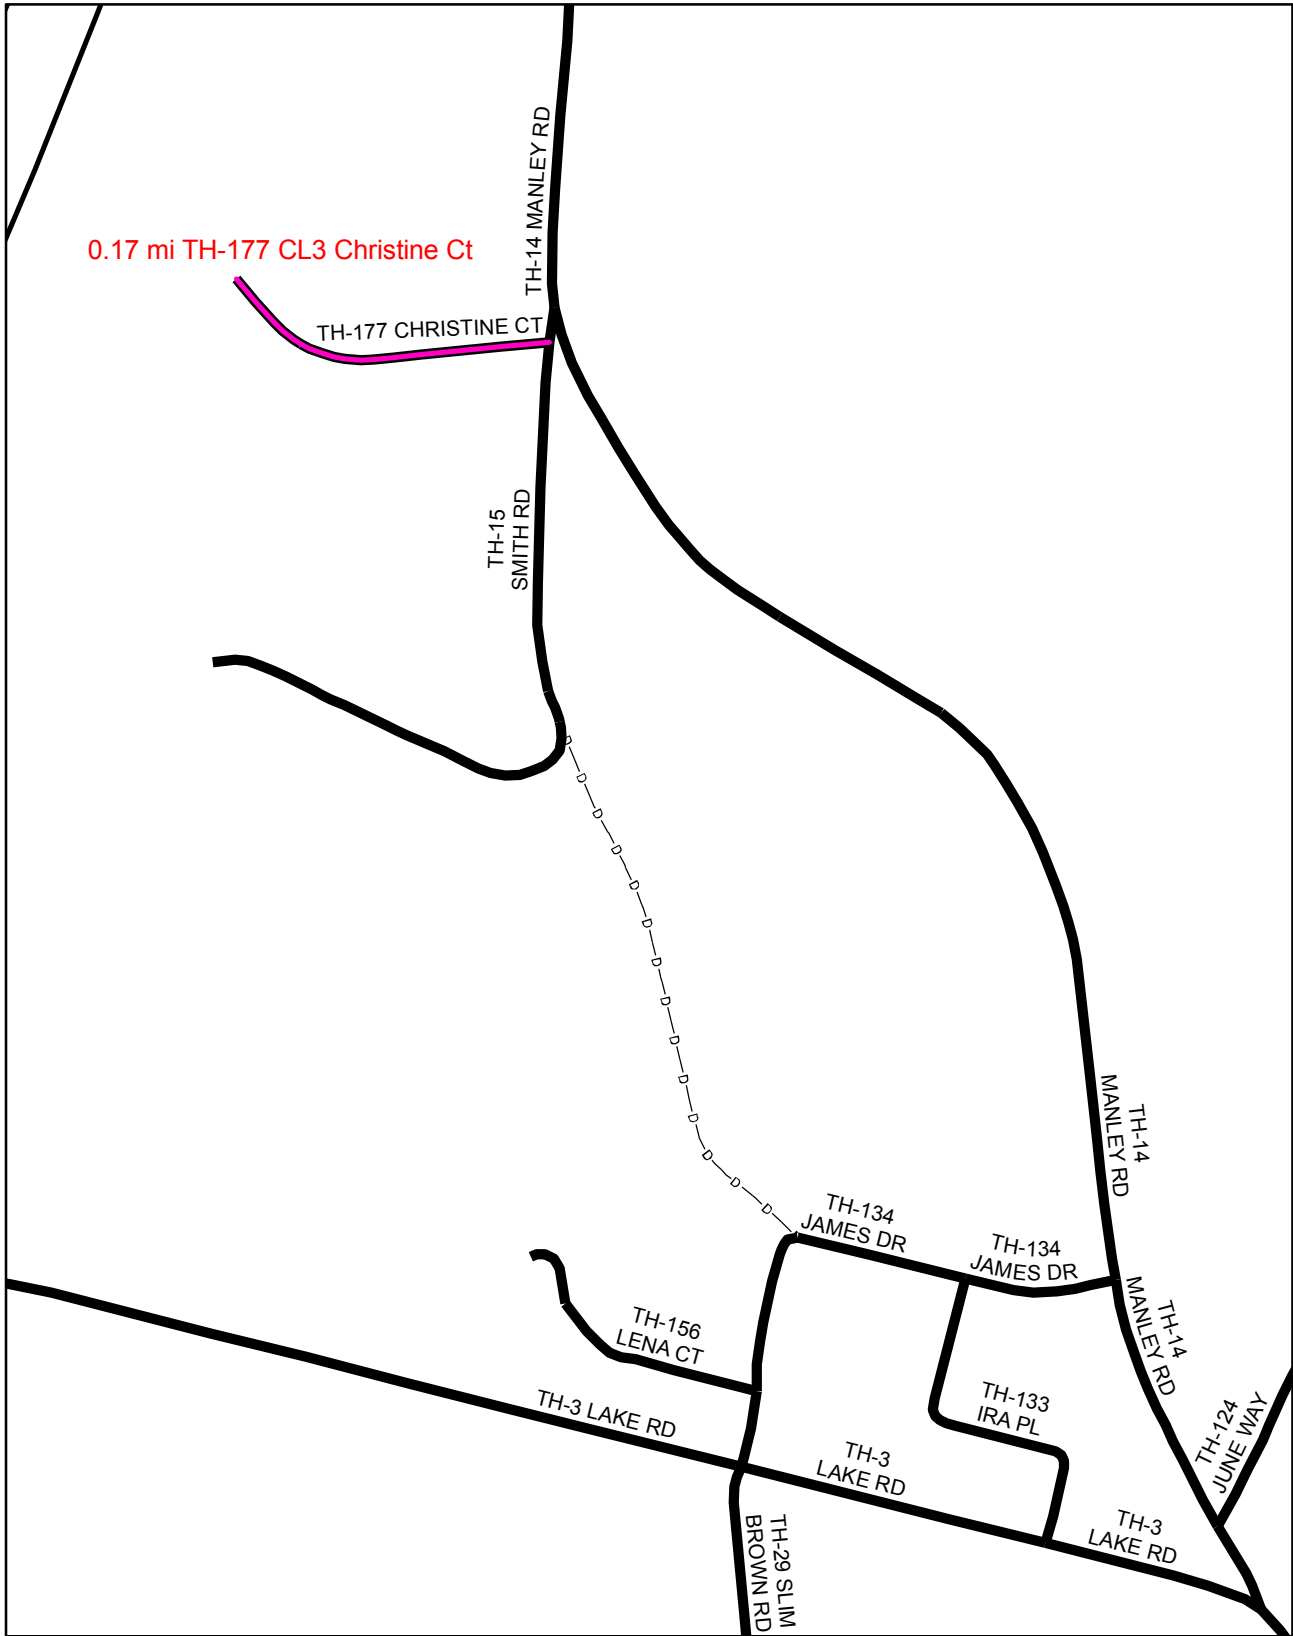 TH-14 MANLEY RD
0.17 mi TH-177 CL3 Christine Ct
TH-177 CHRISTINE CT
TH-15
SMITH RD
D
D
D
D
D
D
D
D
D
D
D
D
D
D
TH-14
MANLEY RD
TH-134
JAMES DR
TH-134
JAMES DR
TH-14
MANLEY RD
TH-156
LENA CT
TH-133
IRA PL
TH-124
JUNE WAY
TH-3 LAKE RD
TH-3
LAKE RD
TH-3
LAKE RD
TH-29 SLIM
BROWN RD